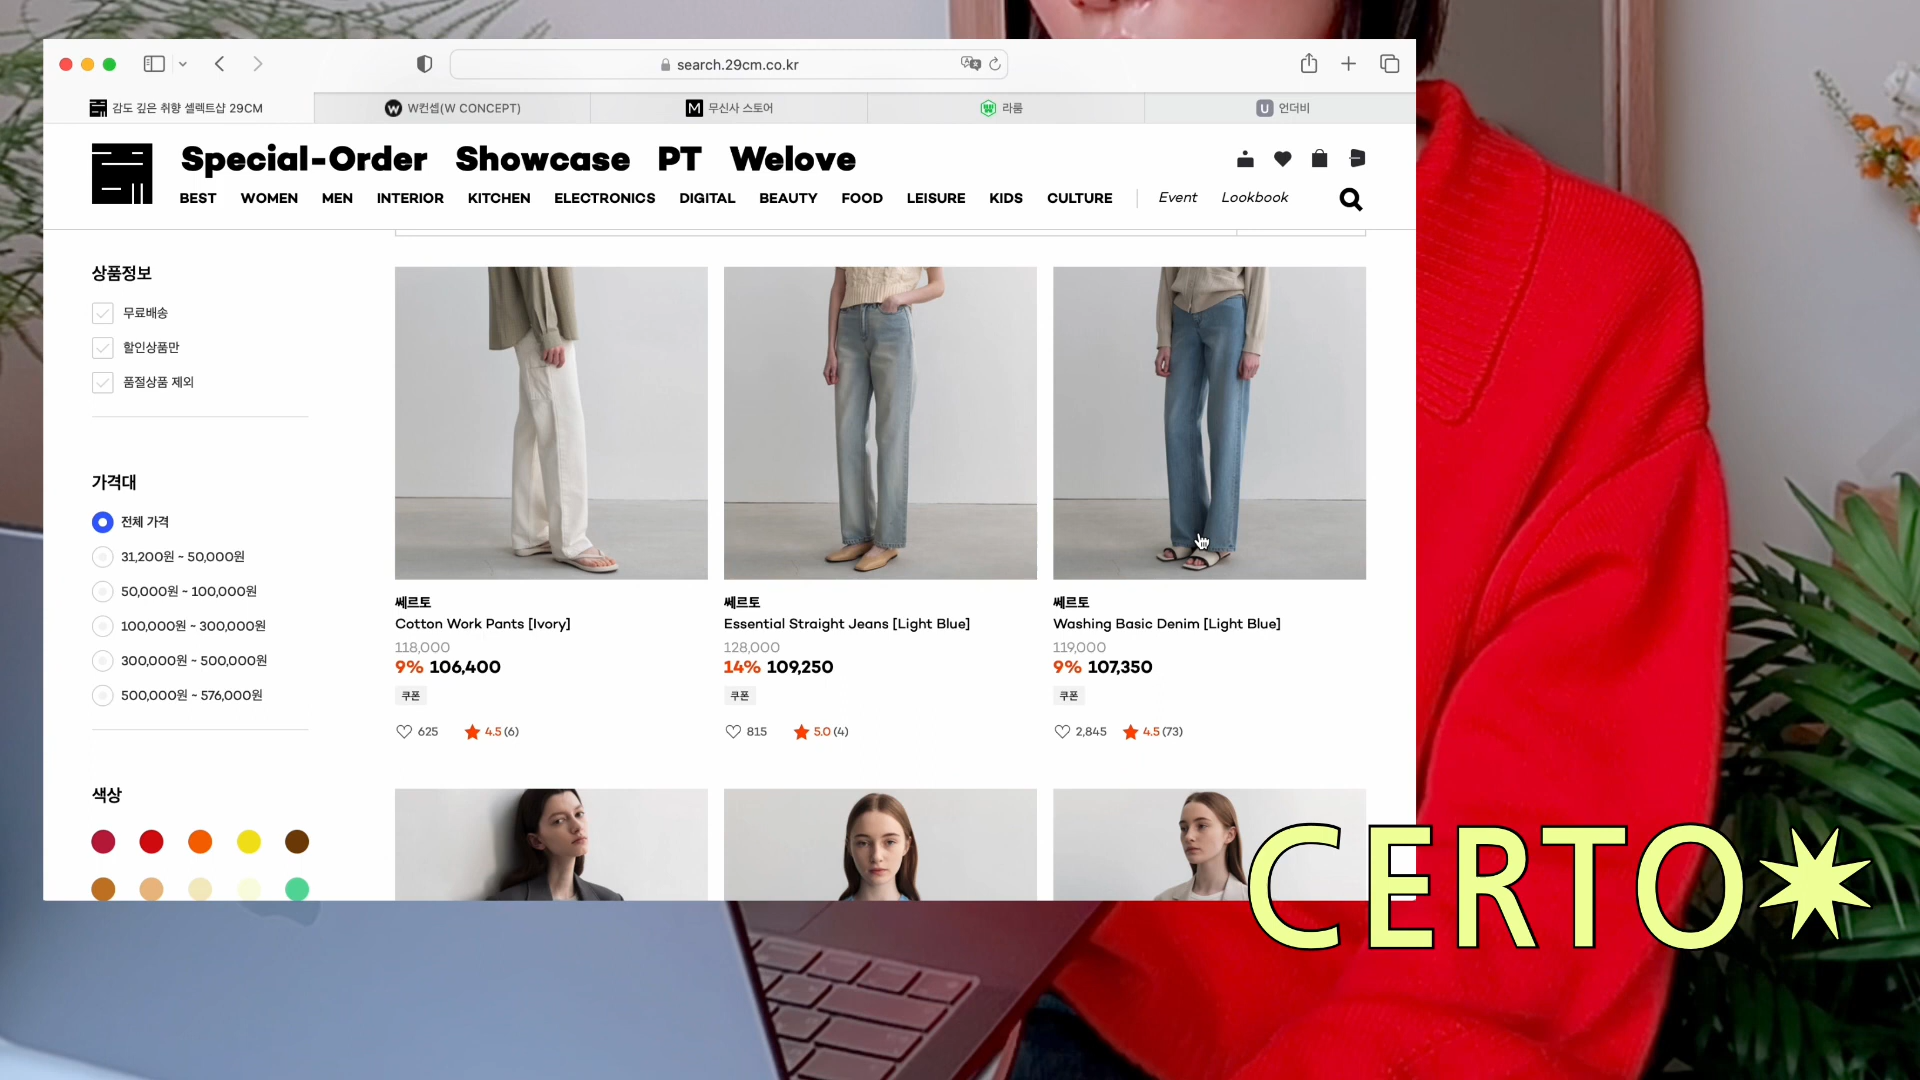 search.29cm.co.kr
감도 깊은 취향 셀렉트샵 29CM
W컨셉(W CONCEPT)
M 무신사 스토어
라룸
U 언더비
Special-Order Showcase PT Welove
BEST WOMEN MEN INTERIOR KITCHEN ELECTRONICS DIGITAL BEAUTY FOOD LEISURE KIDS CULTURE Event Lookbook
상품정보
무료배송
할인상품만
품절상품 제외
가격대
전체 가격
31,200원 ~ 50,000원
50,000원 ~ 100,000원
100,000원 ~ 300,000원
300,000원 ~ 500,000원
500,000원 ~ 576,000원
색상
쎄르토
Cotton Work Pants [Ivory]
118,000
9% 106,400
쿠폰
625 4.5 (6)
쎄르토
Essential Straight Jeans [Light Blue]
128,000
14% 109,250
쿠폰
815 5.0 (4)
쎄르토
Washing Basic Denim [Light Blue]
119,000
9% 107,350
쿠폰
2,845 4.5 (73)
CERTO